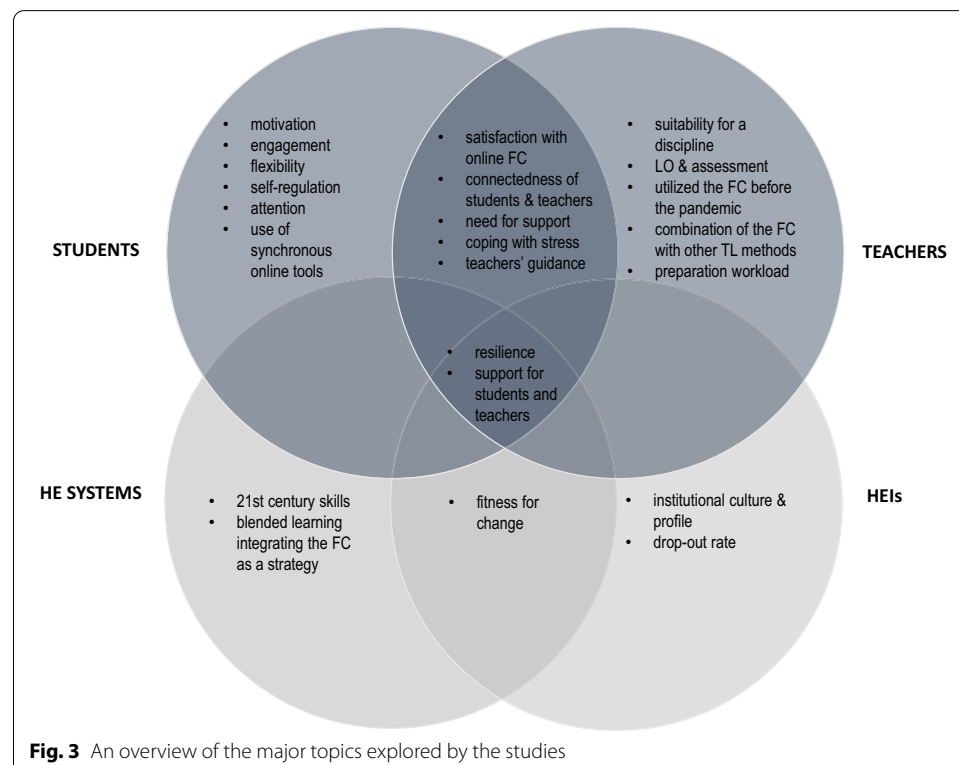 • motivation
• engagement
• flexibility
• self-regulation
• attention
• use of
synchronous
online tools
• satisfaction with
online FC
• connectedness of
students & teachers
• need for support
• coping with stress
• teachers' guidance
• suitability for a
discipline
• LO & assessment
• utilized the FC before
the pandemic
• combination of the FC
with other TL methods
• preparation workload
STUDENTS
TEACHERS
• resilience
• support for
students and
teachers
HE SYSTEMS
HEIs
• 21st century skills
• blended learning
integrating the FC
as a strategy
• fitness for
change
• institutional culture &
profile
• drop-out rate
Fig. 3 An overview of the major topics explored by the studies